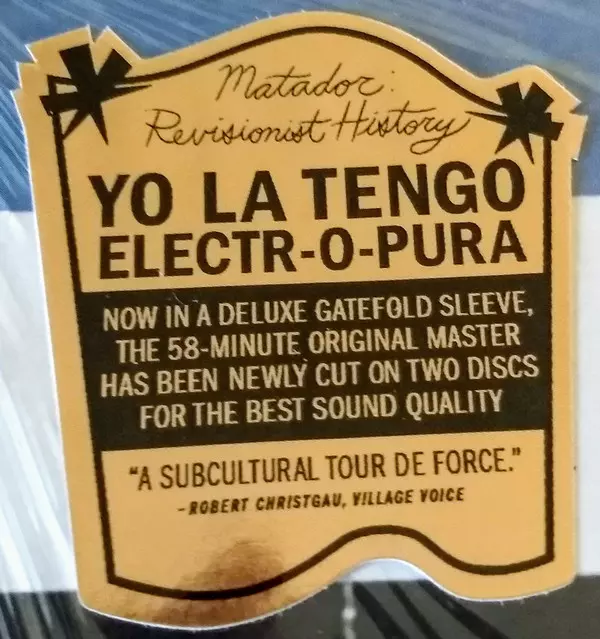 Matador:
Revisionist History
YO LA TENGO
ELECTR-O-PURA
NOW IN A DELUXE GATEFOLD SLEEVE,
THE 58-MINUTE ORIGINAL MASTER
HAS BEEN NEWLY CUT ON TWO DISCS
FOR THE BEST SOUND QUALITY
"A SUBCULTURAL TOUR DE FORCE."
- ROBERT CHRISTGAU, VILLAGE VOICE